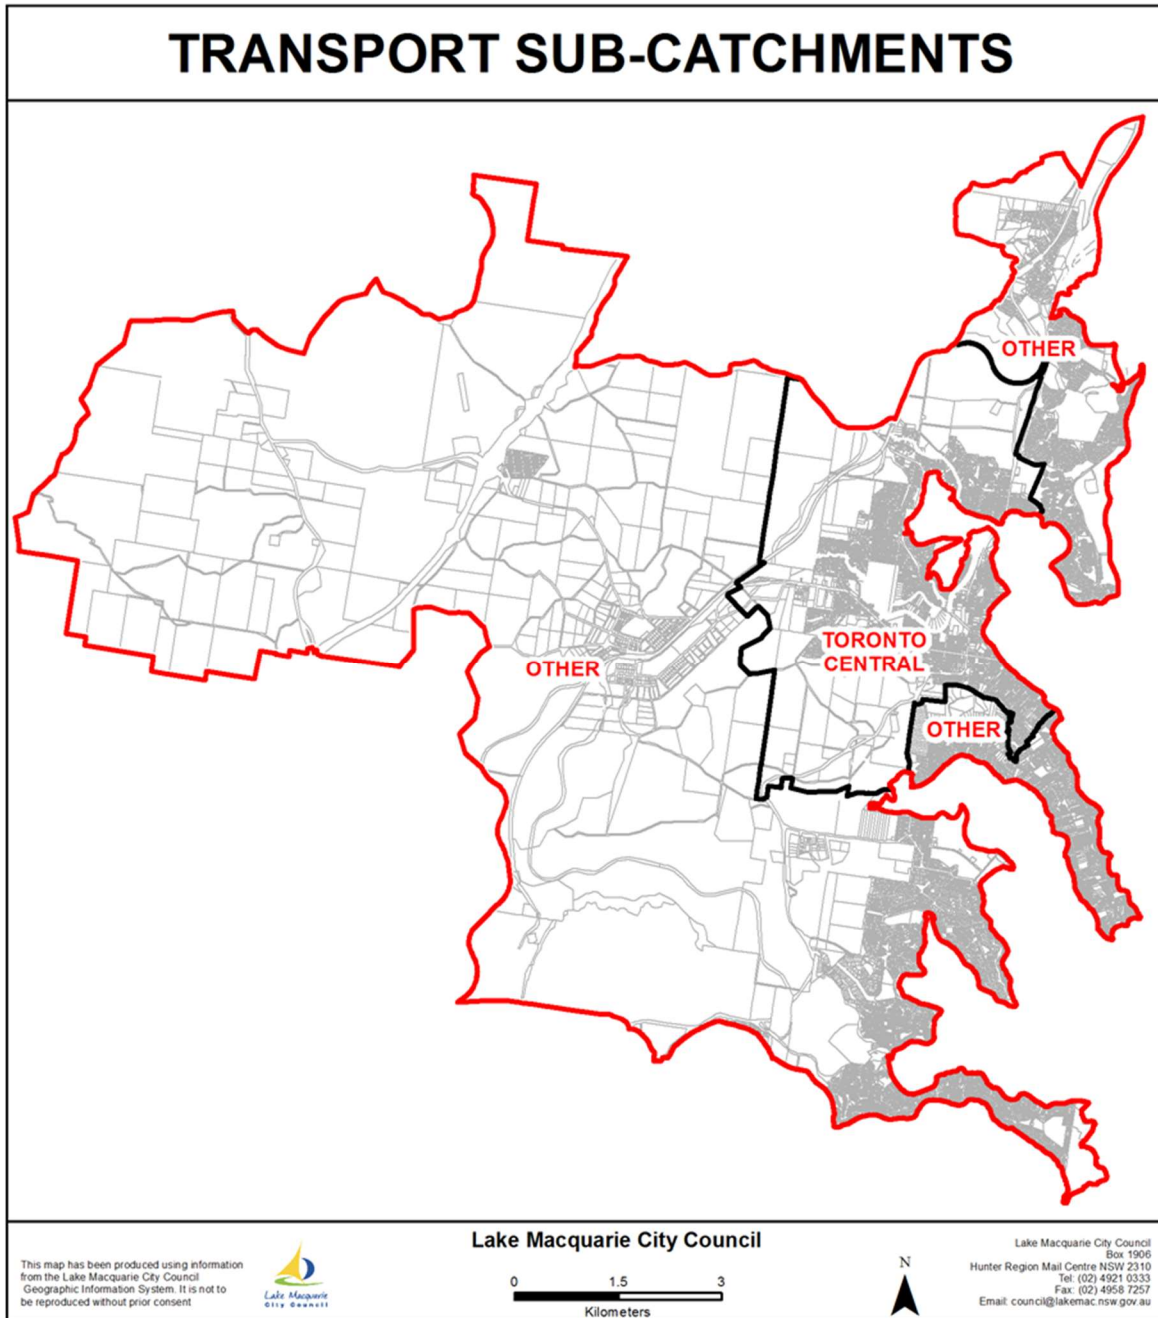 TRANSPORT SUB-CATCHMENTS
OTHER
OTHER
TORONTO
CENTRAL
OTHER
This map has been produced using information
from the Lake Macquarie City Council
Geographic Information System. It is not to
be reproduced without prior consent
Lake Macquarie
City Council
Lake Macquarie City Council
0 1.5 3
Kilometers
N
Lake Macquarie City Council
Box 1906
Hunter Region Mail Centre NSW 2310
Tel: (02) 4921 0333
Fax: (02) 4958 7257
Email: council@lakemac.nsw.gov.au